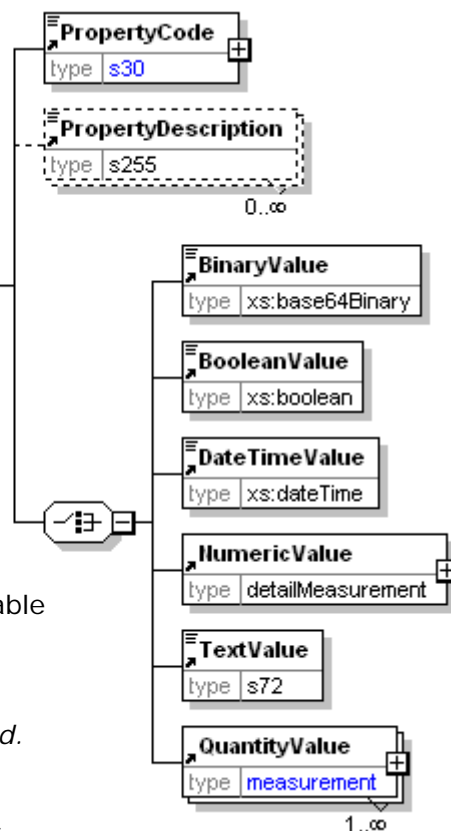 PropertyCode
type s30
PropertyDescription
type s255
0..∞
BinaryValue
type xs:base64Binary
BooleanValue
type xs:boolean
DateTimeValue
type xs:dateTime
NumericValue
type detailMeasurement
able
TextValue
type s72
d.
QuantityValue
type measurement
1..∞